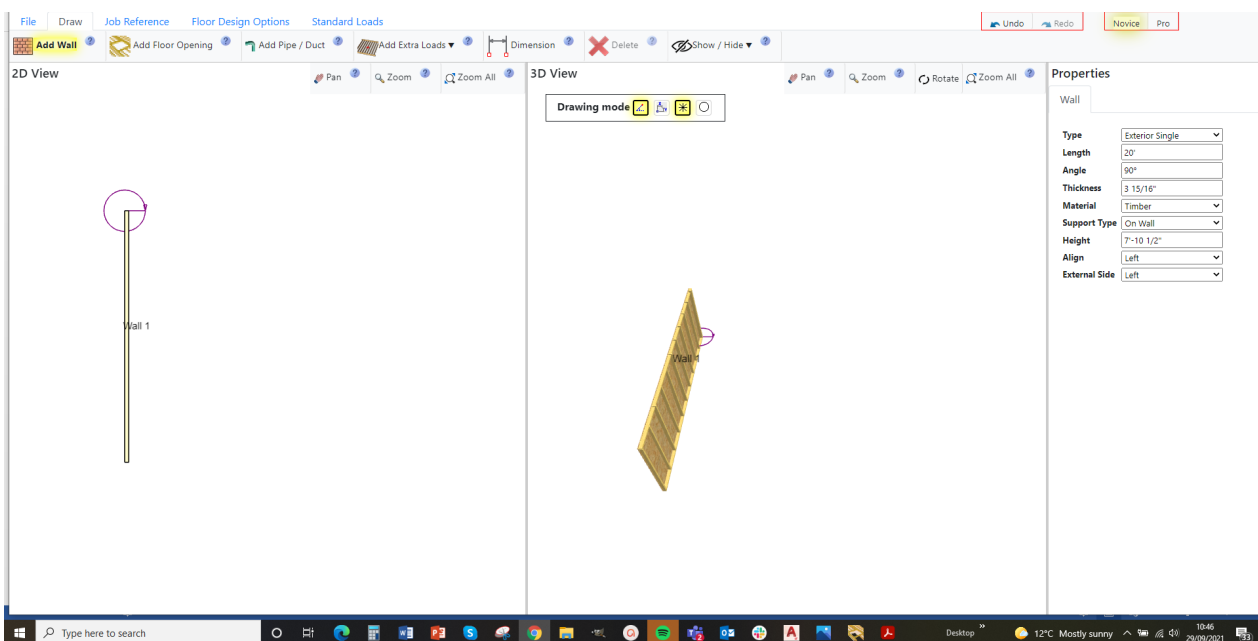 File Draw Job Reference Floor Design Options Standard Loads Undo Redo Novice Pro
Add Wall ? Add Floor Opening ? Add Pipe / Duct ? Add Extra Loads ▼ ? Dimension ? Delete ? Show / Hide ▼ ?
2D View Pan ? Zoom ? Zoom All ? 3D View Pan ? Zoom ? Rotate Zoom All ? Properties
Wall
Drawing mode
Type Exterior Single
Length 20'
Angle 90°
Thickness 3 15/16"
Material Timber
Support Type On Wall
Height 7'-10 1/2"
Align Left
External Side Left
Wall 1
Wall 1
Type here to search Desktop 12°C Mostly sunny 10:46
29/09/2021